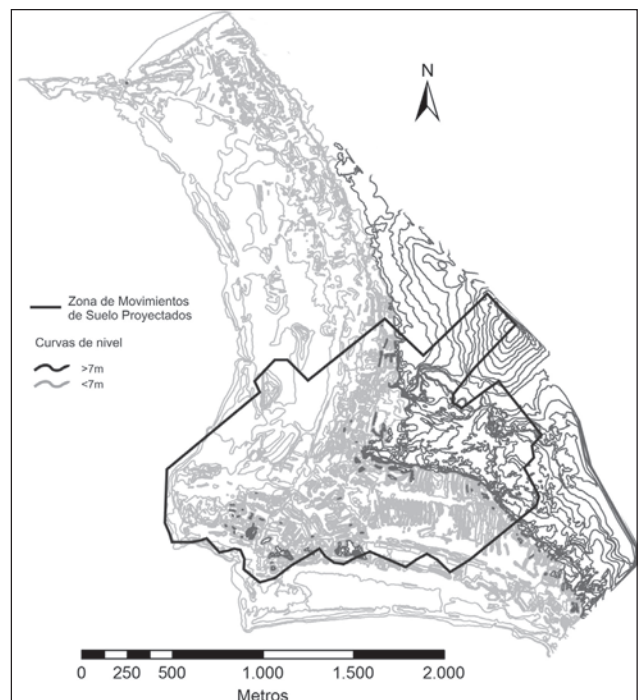 N
Zona de Movimientos
de Suelo Proyectados
Curvas de nivel
>7m
<7m
0 250 500 1.000 1.500 2.000
Metros